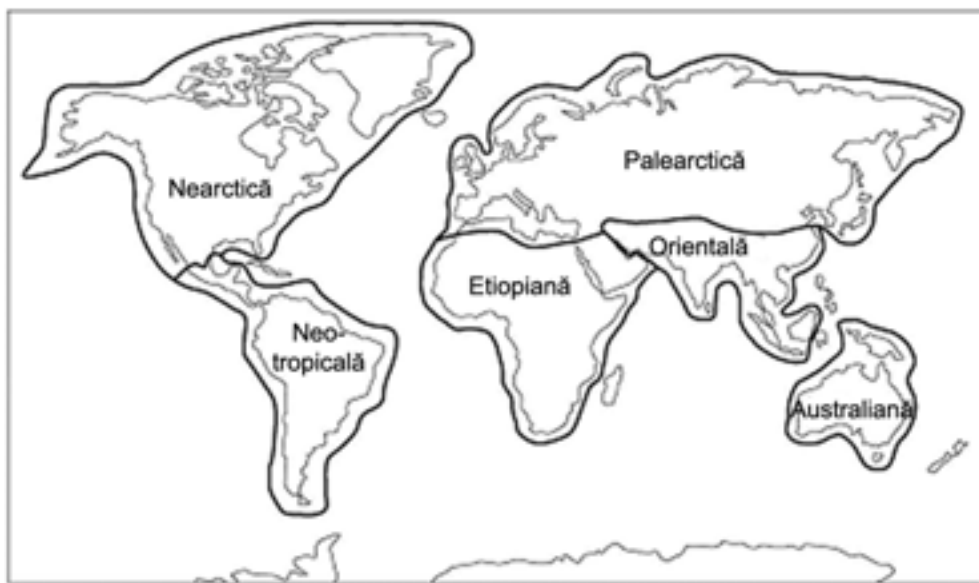 Nearctică
Palearctică
Orientală
Etiopiană
Neo-
tropicală
Australiană